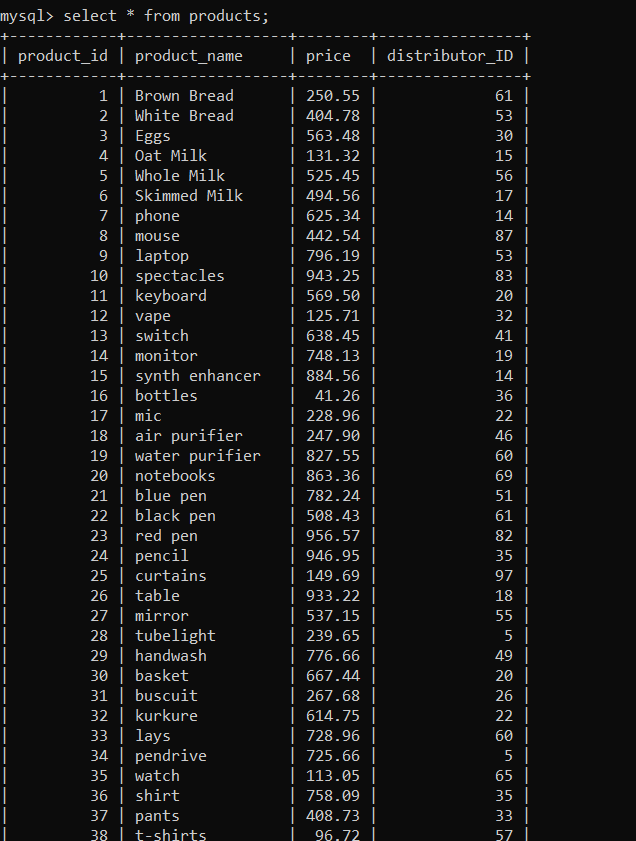 mysql> select * from products;
+------------+------------------+--------+----------------+
| product_id | product_name     | price  | distributor_ID |
+------------+------------------+--------+----------------+
|          1 | Brown Bread      | 250.55 |             61 |
|          2 | White Bread      | 404.78 |             53 |
|          3 | Eggs             | 563.48 |             30 |
|          4 | Oat Milk         | 131.32 |             15 |
|          5 | Whole Milk       | 525.45 |             56 |
|          6 | Skimmed Milk     | 494.56 |             17 |
|          7 | phone            | 625.34 |             14 |
|          8 | mouse            | 442.54 |             87 |
|          9 | laptop           | 796.19 |             53 |
|         10 | spectacles       | 943.25 |             83 |
|         11 | keyboard         | 569.50 |             20 |
|         12 | vape             | 125.71 |             32 |
|         13 | switch           | 638.45 |             41 |
|         14 | monitor          | 748.13 |             19 |
|         15 | synth enhancer   | 884.56 |             14 |
|         16 | bottles          |  41.26 |             36 |
|         17 | mic              | 228.96 |             22 |
|         18 | air purifier     | 247.90 |             46 |
|         19 | water purifier   | 827.55 |             60 |
|         20 | notebooks        | 863.36 |             69 |
|         21 | blue pen         | 782.24 |             51 |
|         22 | black pen        | 508.43 |             61 |
|         23 | red pen          | 956.57 |             82 |
|         24 | pencil           | 946.95 |             35 |
|         25 | curtains         | 149.69 |             97 |
|         26 | table            | 933.22 |             18 |
|         27 | mirror           | 537.15 |             55 |
|         28 | tubelight        | 239.65 |              5 |
|         29 | handwash         | 776.66 |             49 |
|         30 | basket           | 667.44 |             20 |
|         31 | buscuit          | 267.68 |             26 |
|         32 | kurkure          | 614.75 |             22 |
|         33 | lays             | 728.96 |             60 |
|         34 | pendrive         | 725.66 |              5 |
|         35 | watch            | 113.05 |             65 |
|         36 | shirt            | 758.09 |             35 |
|         37 | pants            | 408.73 |             33 |
|         38 | t-shirts         |  96.72 |             57 |